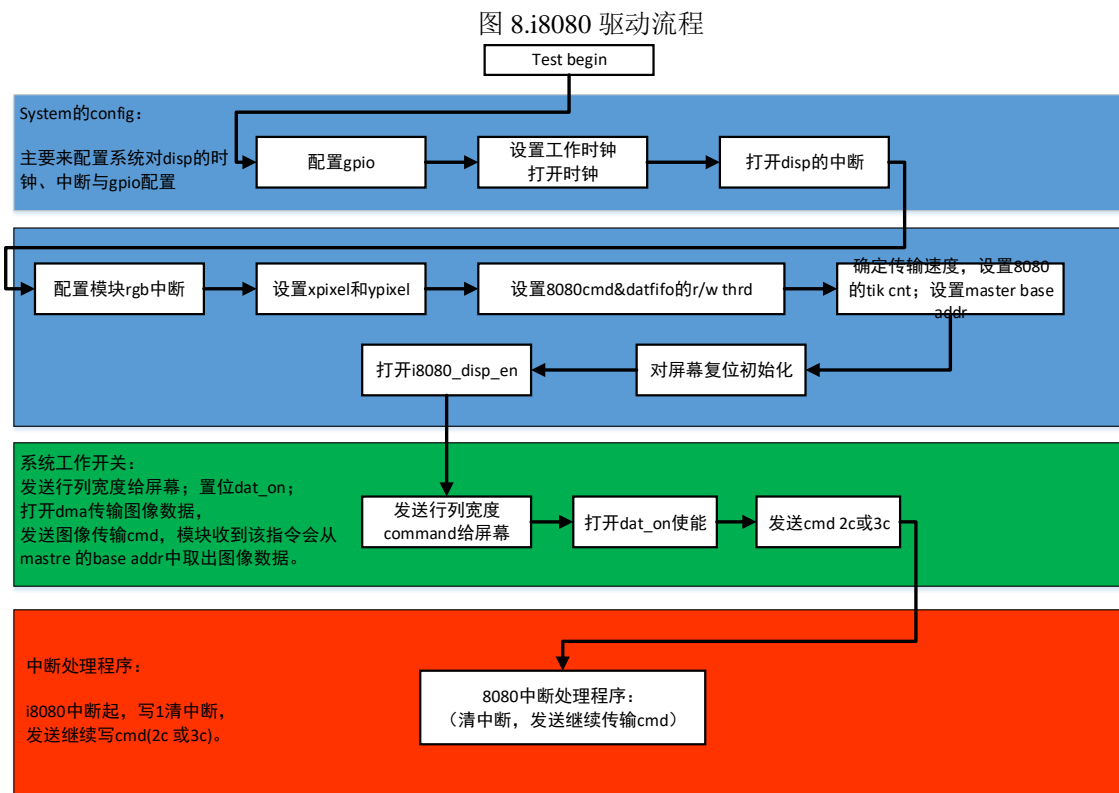 图 8.i8080 驱动流程
Test begin
System的config：
主要来配置系统对disp的时
钟、中断与gpio配置
配置gpio
设置工作时钟
打开时钟
打开disp的中断
配置模块rgb中断
设置xpixel和ypixel
设置8080cmd&datfifo的r/w thrd
确定传输速度，设置8080
的tik cnt；设置master base
addr
打开i8080_disp_en
对屏幕复位初始化
系统工作开关：
发送行列宽度给屏幕；置位dat_on；
打开dma传输图像数据，
发送图像传输cmd，模块收到该指令会从
mastre 的base addr中取出图像数据。
发送行列宽度
command给屏幕
打开dat_on使能
发送cmd 2c或3c
中断处理程序：
i8080中断起，写1清中断，
发送继续写cmd(2c 或3c)。
8080中断处理程序：
（清中断，发送继续传输cmd）